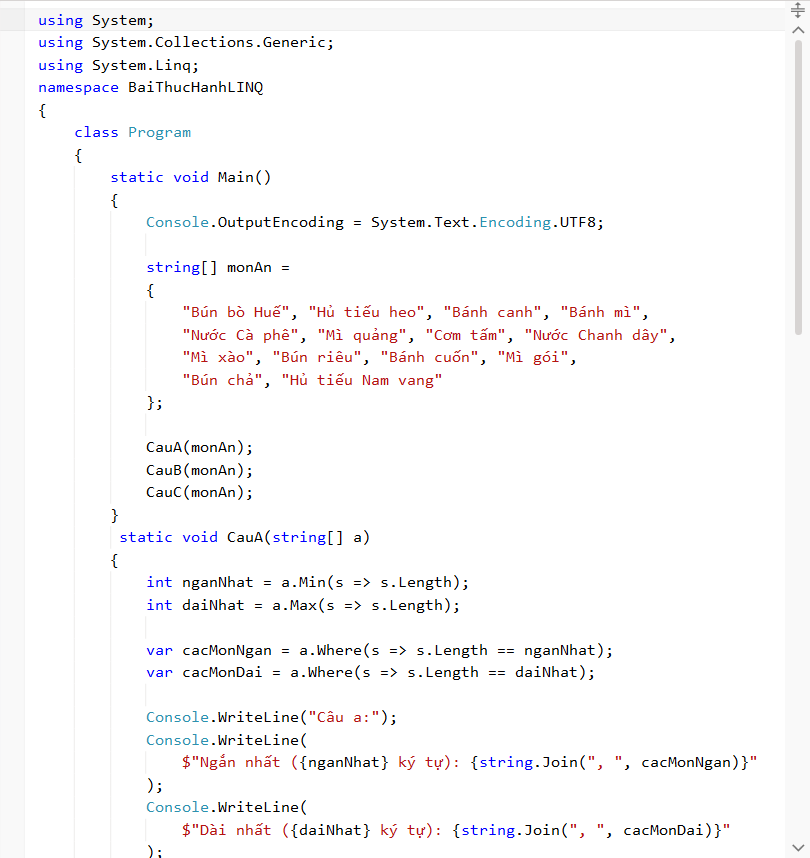 using System;
using System.Collections.Generic;
using System.Linq;
namespace BaiThucHanhLINQ
{
    class Program
    {
        static void Main()
        {
            Console.OutputEncoding = System.Text.Encoding.UTF8;

            string[] monAn =
            {
                "Bún bò Huế", "Hủ tiếu heo", "Bánh canh", "Bánh mì",
                "Nước Cà phê", "Mì quảng", "Cơm tấm", "Nước Chanh dây",
                "Mì xào", "Bún riêu", "Bánh cuốn", "Mì gói",
                "Bún chả", "Hủ tiếu Nam vang"
            };

            CauA(monAn);
            CauB(monAn);
            CauC(monAn);
        }
         static void CauA(string[] a)
        {
            int nganNhat = a.Min(s => s.Length);
            int daiNhat = a.Max(s => s.Length);

            var cacMonNgan = a.Where(s => s.Length == nganNhat);
            var cacMonDai = a.Where(s => s.Length == daiNhat);

            Console.WriteLine("Câu a:");
            Console.WriteLine(
                $"Ngắn nhất ({nganNhat} ký tự): {string.Join(", ", cacMonNgan)}"
            );
            Console.WriteLine(
                $"Dài nhất ({daiNhat} ký tự): {string.Join(", ", cacMonDai)}"
            );